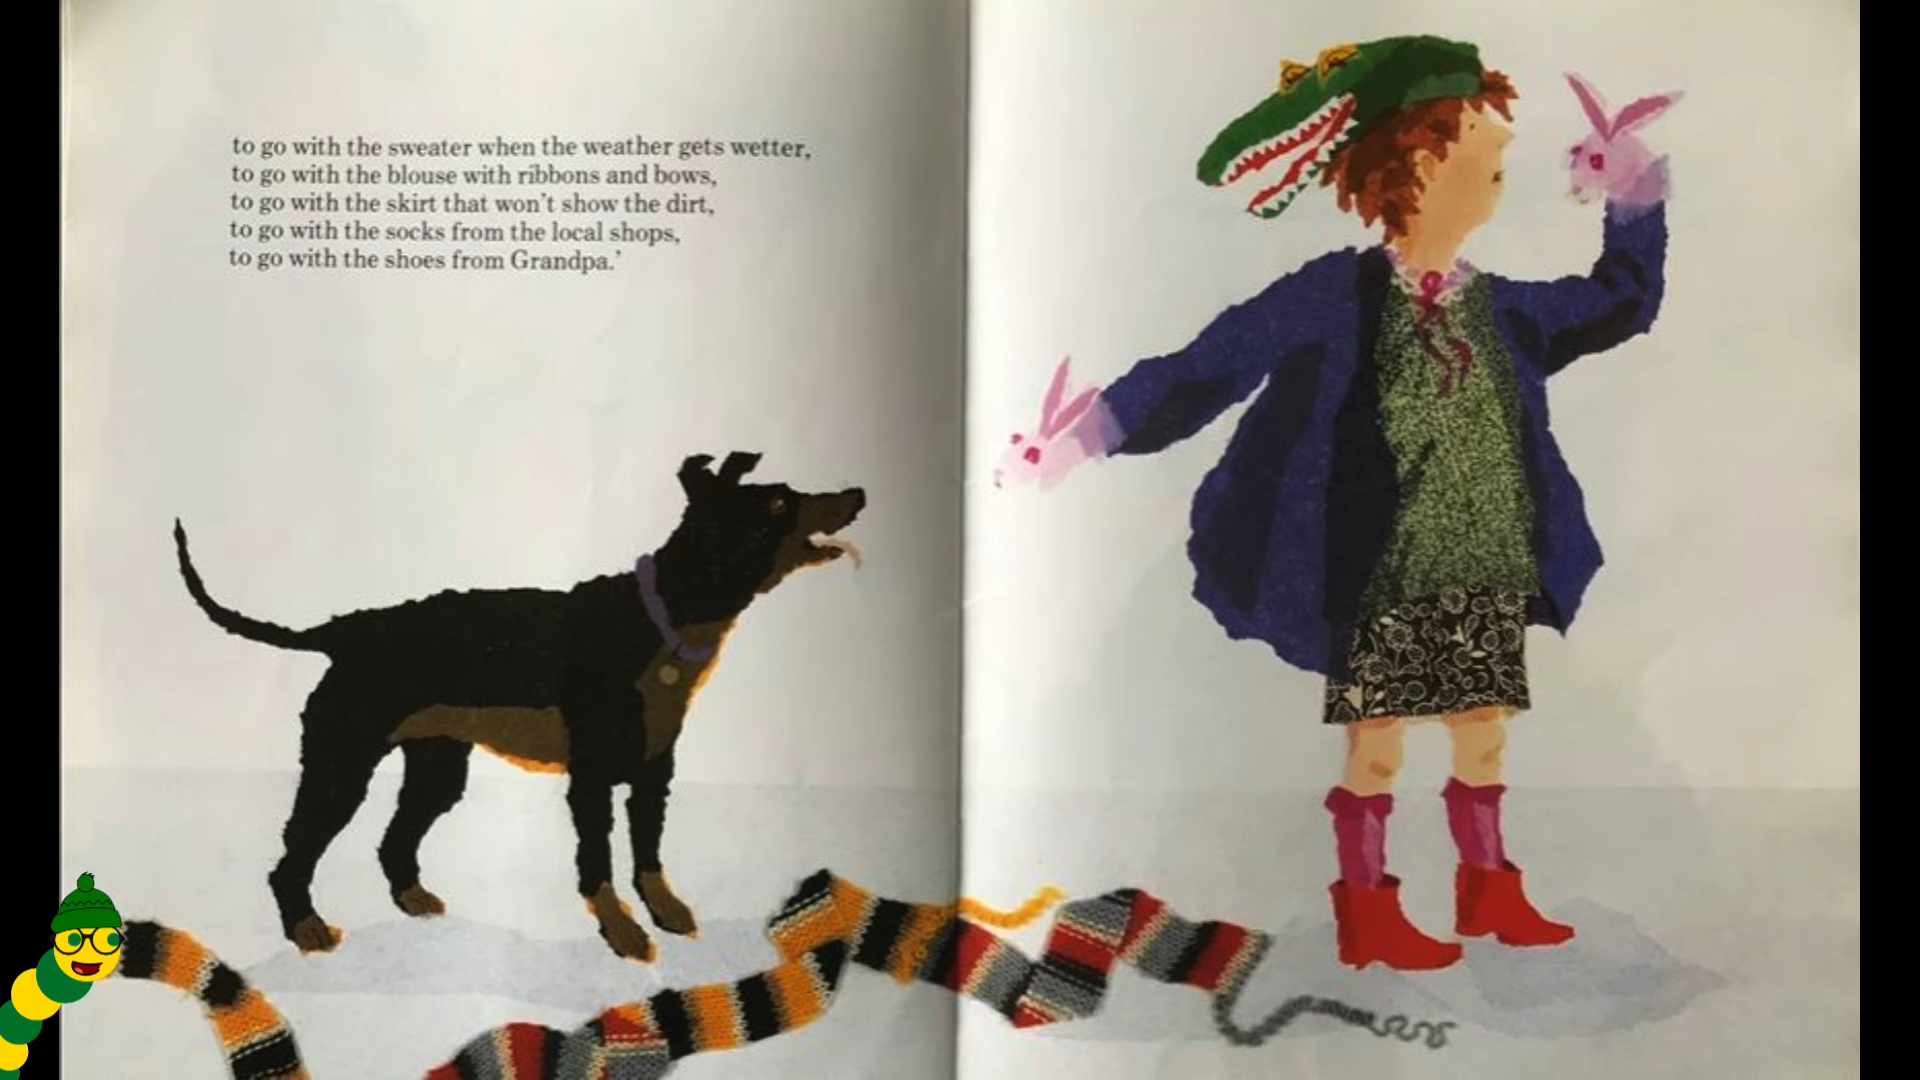 to go with the sweater when the weather gets wetter,
to go with the blouse with ribbons and bows,
to go with the skirt that won't show the dirt,
to go with the socks from the local shops,
to go with the shoes from Grandpa.'